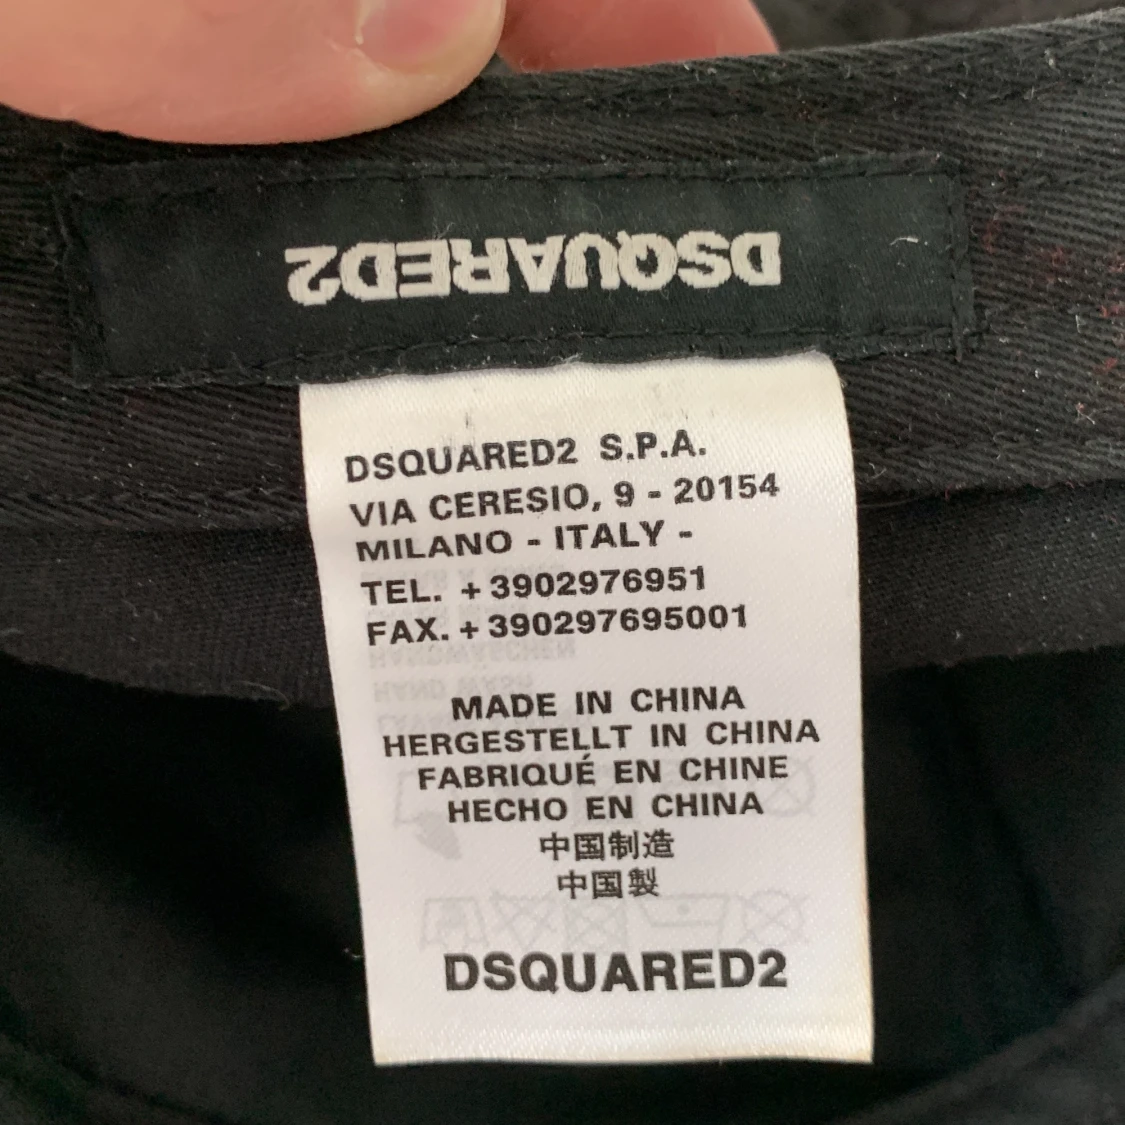 DSQUARED2
DSQUARED2 S.P.A.
VIA CERESIO, 9 - 20154
MILANO - ITALY -
TEL. +3902976951
FAX. +390297695001
MADE IN CHINA
HERGESTELLT IN CHINA
FABRIQUÉ EN CHINE
HECHO EN CHINA
中国制造
中国製
DSQUARED2